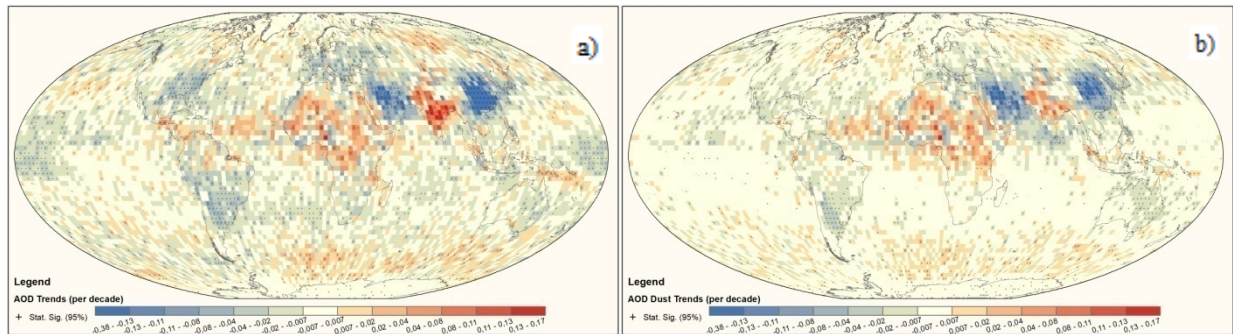 a)
Legend
AOD Trends (per decade)
+ Stat. Sig. (95%)
-0,38 - -0,13
-0,13 - -0,11
-0,11 - -0,08
-0,08 - -0,04
-0,04 - -0,02
-0,02 - -0,007
-0,007 - 0,007
0,007 - 0,02
0,02 - 0,04
0,04 - 0,08
0,08 - 0,11
0,11 - 0,13
0,13 - 0,17
b)
Legend
AOD Dust Trends (per decade)
+ Stat. Sig. (95%)
-0,38 - -0,13
-0,13 - -0,11
-0,11 - -0,08
-0,08 - -0,04
-0,04 - -0,02
-0,02 - -0,007
-0,007 - 0,007
0,007 - 0,02
0,02 - 0,04
0,04 - 0,08
0,08 - 0,11
0,11 - 0,13
0,13 - 0,17